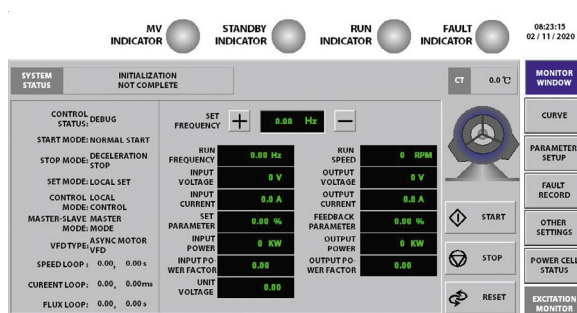 MV INDICATOR
STANDBY INDICATOR
RUN INDICATOR
FAULT INDICATOR
08:23:15
02 / 11 / 2020
SYSTEM STATUS
INITIALIZATION NOT COMPLETE
CT 0.0 ℃
MONITOR WINDOW
CONTROL STATUS: DEBUG
START MODE: NORMAL START
STOP MODE: DECELERATION STOP
SET MODE: LOCAL SET
CONTROL MODE: LOCAL CONTROL
MASTER-SLAVE MODE: MASTER MODE
VFD TYPE: ASYNC MOTOR VFD
SPEED LOOP : 0.00, 0.00 s
CUREENT LOOP: 0.00, 0.00ms
FLUX LOOP: 0.00, 0.00 s
SET FREQUENCY + 0.00 Hz −
RUN FREQUENCY 0.00 Hz
RUN SPEED 0 RPM
INPUT VOLTAGE 0 V
OUTPUT VOLTAGE 0 V
INPUT CURRENT 0.0 A
OUTPUT CURRENT 0.0 A
SET PARAMETER 0.00 %
FEEDBACK PARAMETER 0.00 %
INPUT POWER 0 KW
OUTPUT POWER 0 KW
INPUT PO-WER FACTOR 0.00
OUTPUT PO-WER FACTOR 0.00
UNIT VOLTAGE 0.00
START
STOP
RESET
CURVE
PARAMETER SETUP
FAULT RECORD
OTHER SETTINGS
POWER CELL STATUS
EXCITATION MONITOR